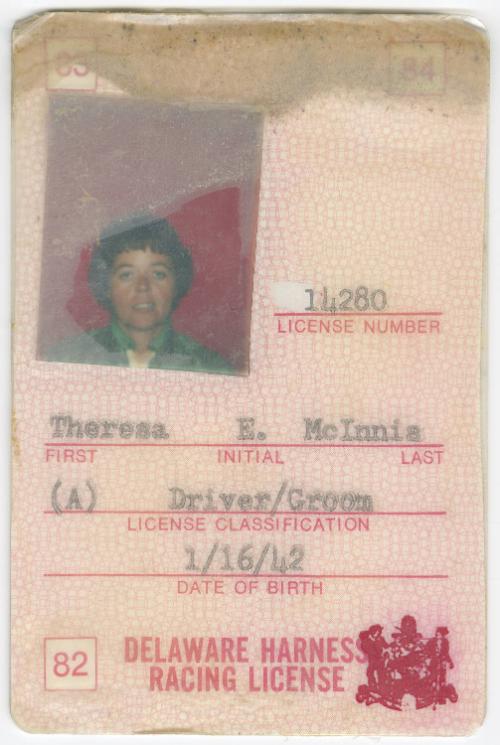 83 84
14280
LICENSE NUMBER
Theresa E. McInnis
FIRST INITIAL LAST
(A) Driver/Groom
LICENSE CLASSIFICATION
1/16/42
DATE OF BIRTH
82 DELAWARE HARNESS
RACING LICENSE